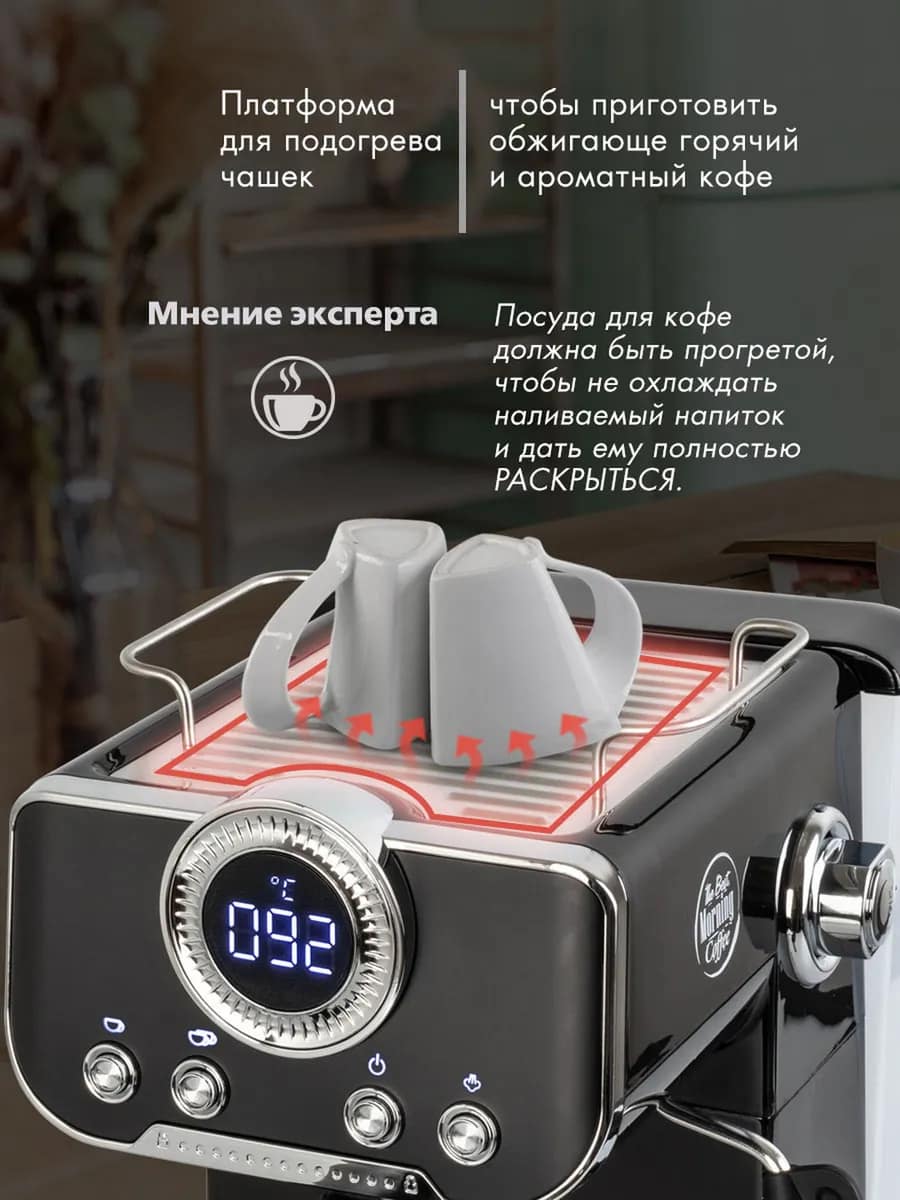 Платформа
для подогрева
чашек
чтобы приготовить
обжигающе горячий
и ароматный кофе
Мнение эксперта
Посуда для кофе
должна быть прогретой,
чтобы не охлаждать
наливаемый напиток
и дать ему полностью
РАСКРЫТЬСЯ.
°C
092
The Best
Morning
Coffee